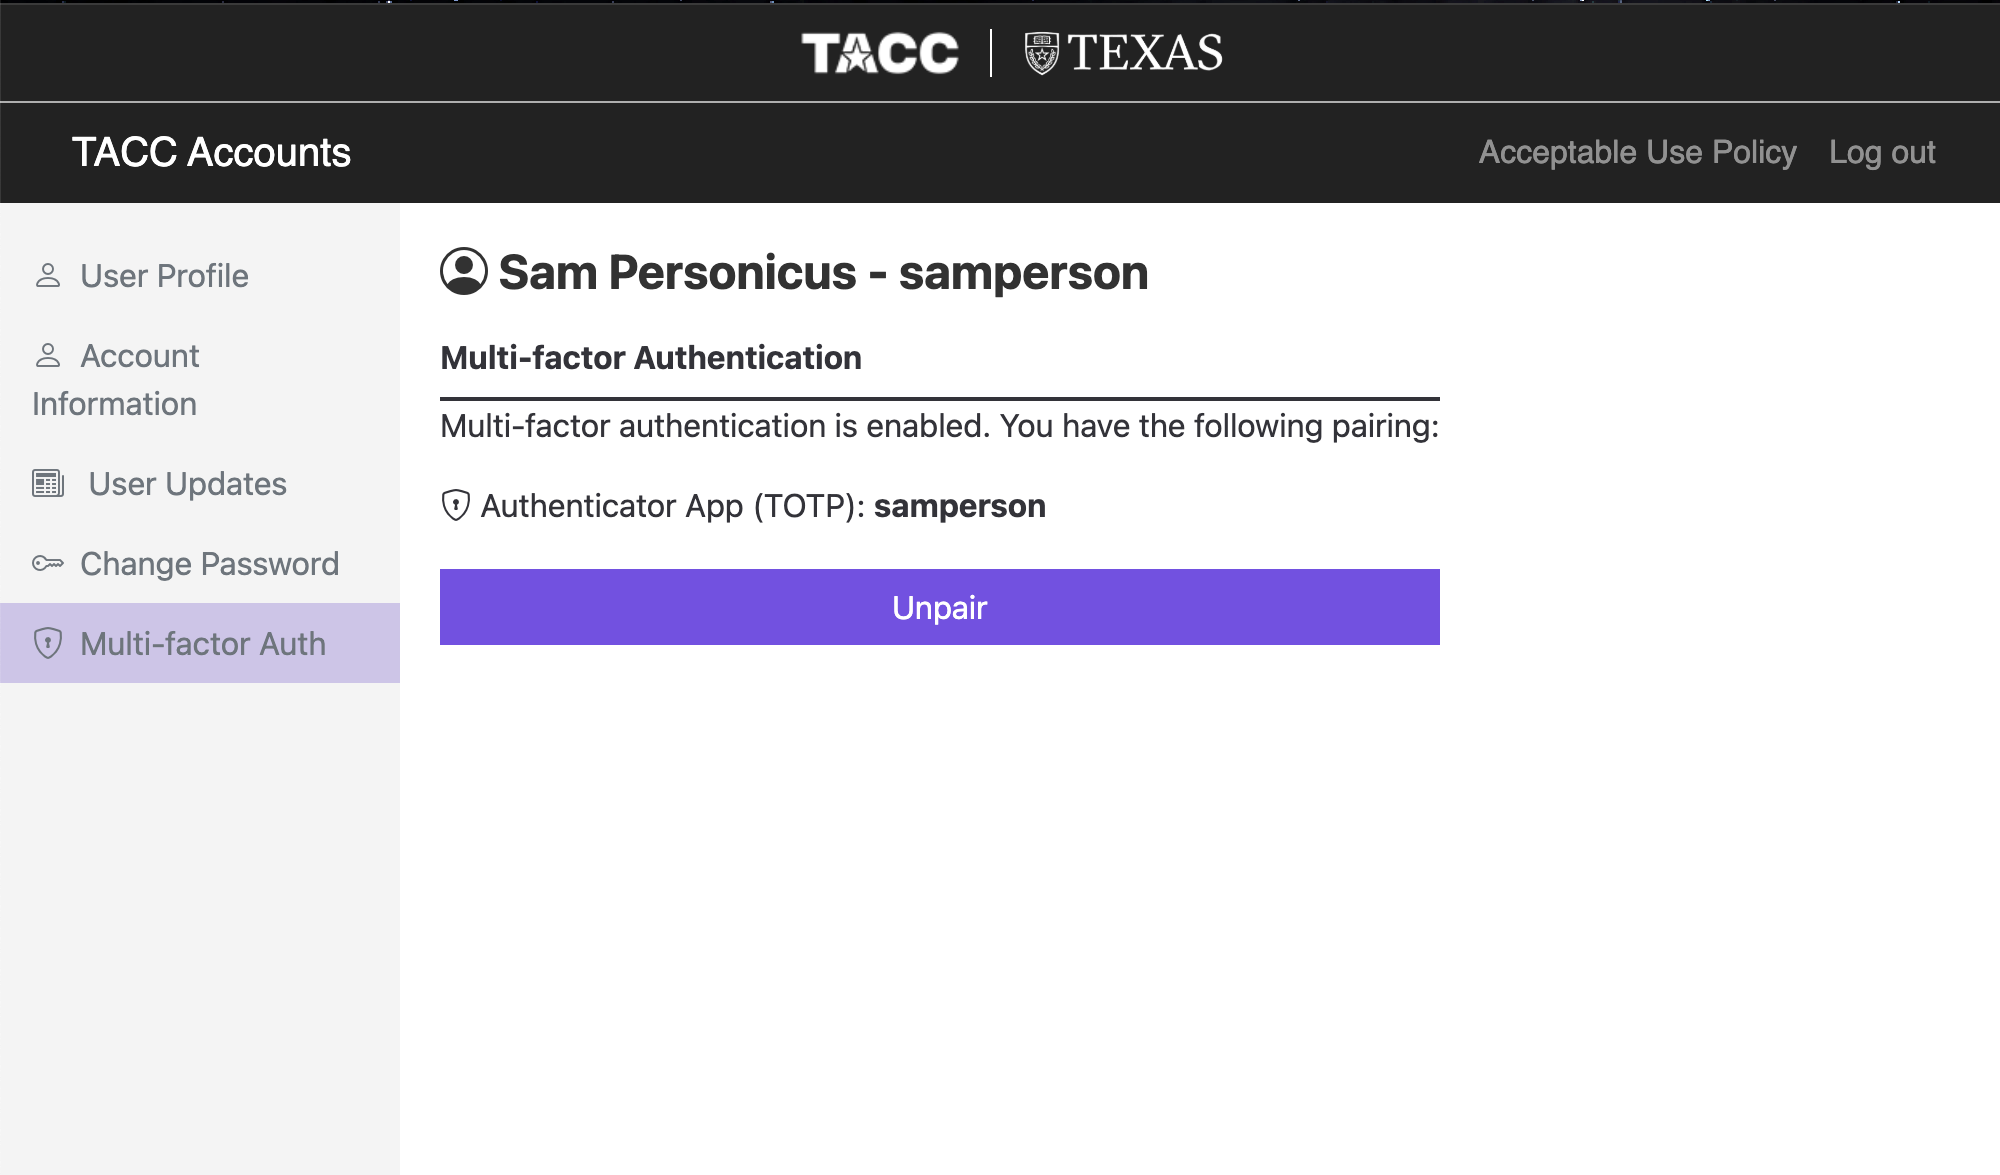 TACC | TEXAS
TACC Accounts
Acceptable Use Policy
Log out
User Profile
Account
Information
User Updates
Change Password
Multi-factor Auth
Sam Personicus - samperson
Multi-factor Authentication
Multi-factor authentication is enabled. You have the following pairing:
Authenticator App (TOTP): samperson
Unpair